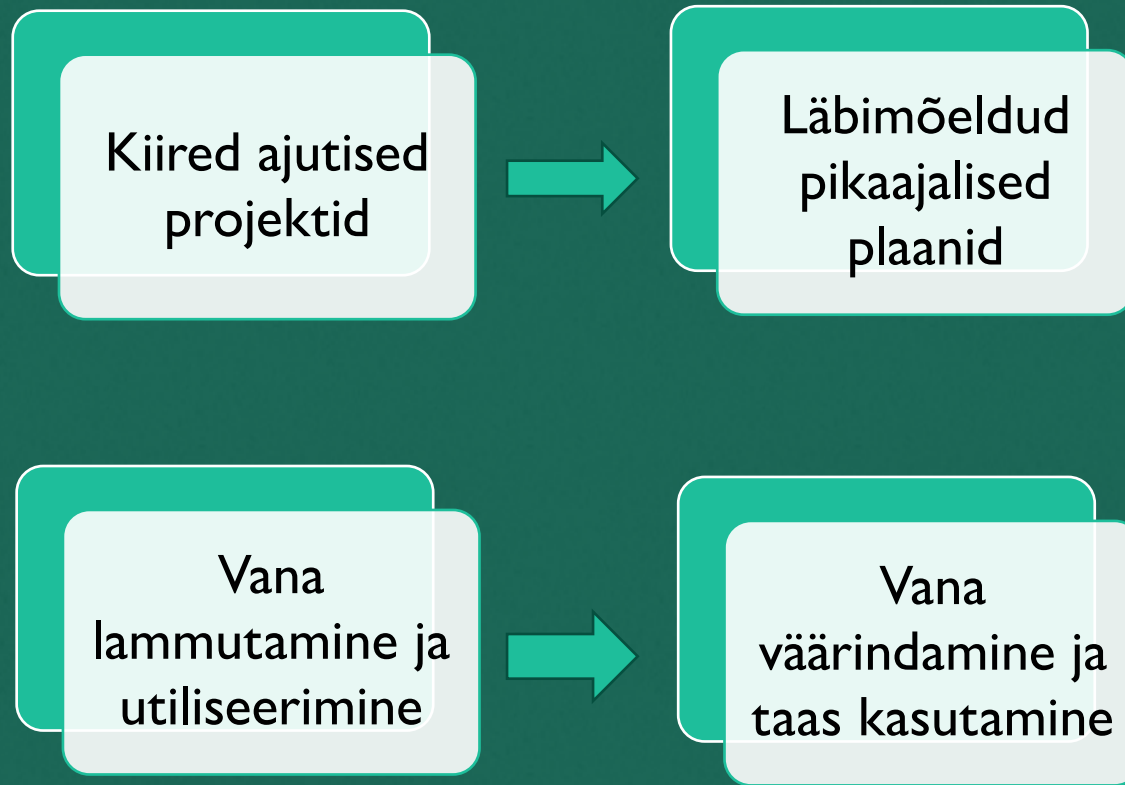 Kiired ajutised
projektid
Läbimõeldud
pikaajalised
plaanid
Vana
lammutamine ja
utiliseerimine
Vana
väärindamine ja
taas kasutamine